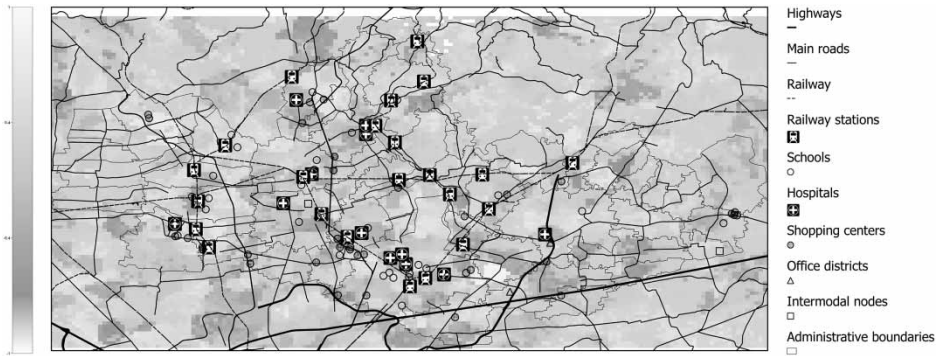 Highways
Main roads
Railway
Railway stations
Schools
Hospitals
Shopping centers
Office districts
Intermodal nodes
Administrative boundaries